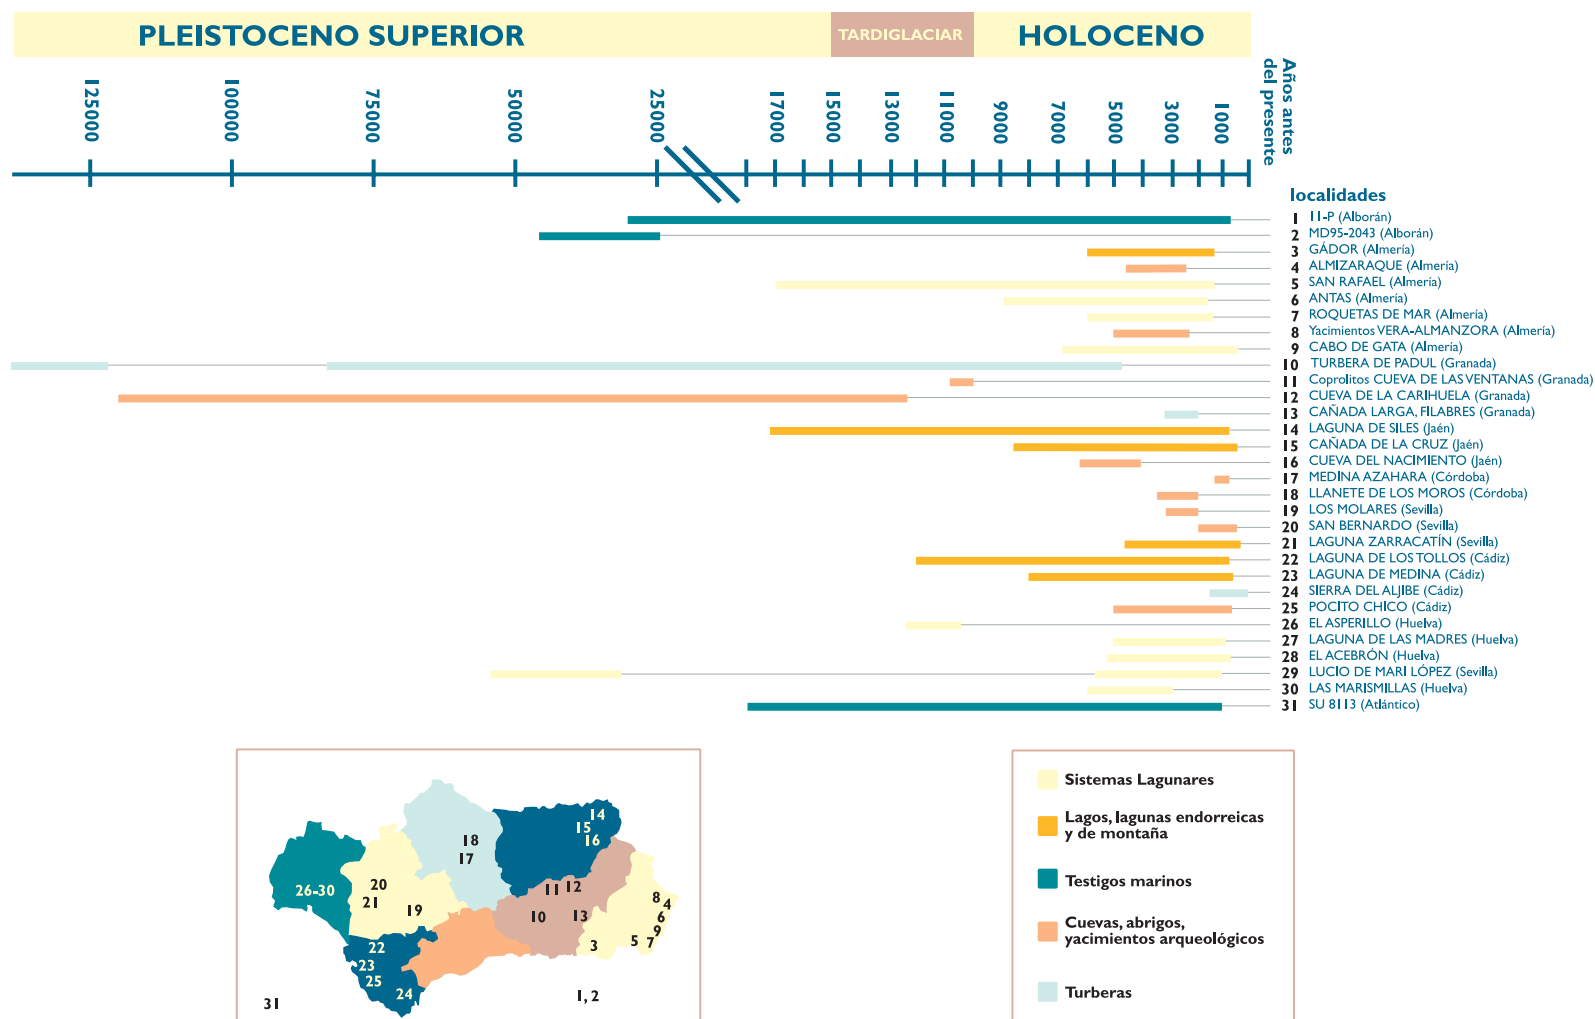 PLEISTOCENO SUPERIOR
TARDIGLACIAR
HOLOCENO
125000
100000
75000
50000
25000
17000
15000
13000
11000
9000
7000
5000
3000
1000
Años antes
del presente
localidades
1 11-P (Alborán)
2 MD95-2043 (Alborán)
3 GÁDOR (Almería)
4 ALMIZARAQUE (Almería)
5 SAN RAFAEL (Almería)
6 ANTAS (Almería)
7 ROQUETAS DE MAR (Almería)
8 Yacimientos VERA-ALMANZORA (Almería)
9 CABO DE GATA (Almería)
10 TURBERA DE PADUL (Granada)
11 Coprolitos CUEVA DE LAS VENTANAS (Granada)
12 CUEVA DE LA CARIHUELA (Granada)
13 CAÑADA LARGA, FILABRES (Granada)
14 LAGUNA DE SILES (Jaén)
15 CAÑADA DE LA CRUZ (Jaén)
16 CUEVA DEL NACIMIENTO (Jaén)
17 MEDINA AZAHARA (Córdoba)
18 LLANETE DE LOS MOROS (Córdoba)
19 LOS MOLARES (Sevilla)
20 SAN BERNARDO (Sevilla)
21 LAGUNA ZARRACATÍN (Sevilla)
22 LAGUNA DE LOS TOLLOS (Cádiz)
23 LAGUNA DE MEDINA (Cádiz)
24 SIERRA DEL ALJIBE (Cádiz)
25 POCITO CHICO (Cádiz)
26 EL ASPERILLO (Huelva)
27 LAGUNA DE LAS MADRES (Huelva)
28 EL ACEBRÓN (Huelva)
29 LUCIO DE MARI LÓPEZ (Sevilla)
30 LAS MARISMILLAS (Huelva)
31 SU 8113 (Atlántico)
14
15
16
18
17
11 12
26-30
20
21
19
10
13
8
4
6
9
3
5
7
22
23
25
24
31
1, 2
Sistemas Lagunares
Lagos, lagunas endorreicas
y de montaña
Testigos marinos
Cuevas, abrigos,
yacimientos arqueológicos
Turberas